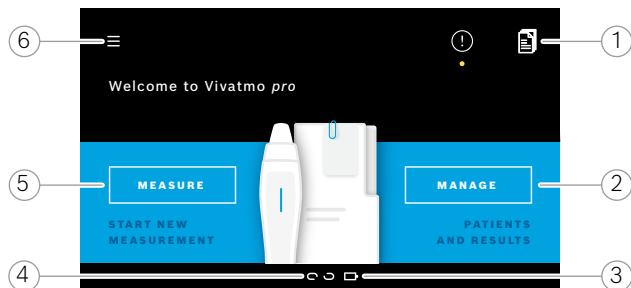 6
1
Welcome to Vivatmo pro
5
MEASURE
MANAGE
2
START NEW
MEASUREMENT
PATIENTS
AND RESULTS
4
3